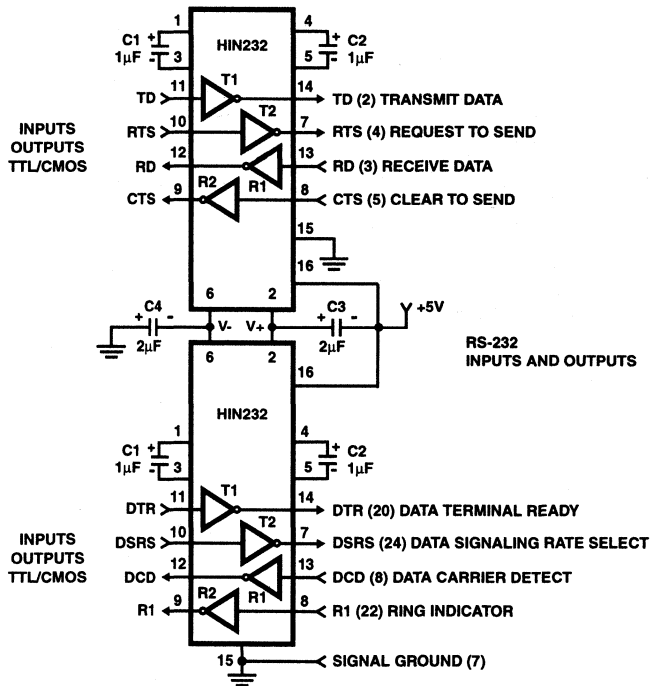 1
4
C1
+
-
1µF
HIN232
+
-
C2
1µF
3
5
T1
11
14
TD
TD (2) TRANSMIT DATA
T2
10
7
RTS
RTS (4) REQUEST TO SEND
INPUTS
OUTPUTS
TTL/CMOS
12
13
RD
RD (3) RECEIVE DATA
R2
R1
9
8
CTS
CTS (5) CLEAR TO SEND
15
16
6
2
C4
+
-
2µF
V-
V+
C3
+
-
2µF
+5V
RS-232
INPUTS AND OUTPUTS
6
2
16
HIN232
1
4
C1
+
-
1µF
+
-
C2
1µF
3
5
T1
11
14
DTR
DTR (20) DATA TERMINAL READY
T2
10
7
DSRS
DSRS (24) DATA SIGNALING RATE SELECT
INPUTS
OUTPUTS
TTL/CMOS
12
13
DCD
DCD (8) DATA CARRIER DETECT
R2
R1
9
8
R1
R1 (22) RING INDICATOR
15
SIGNAL GROUND (7)